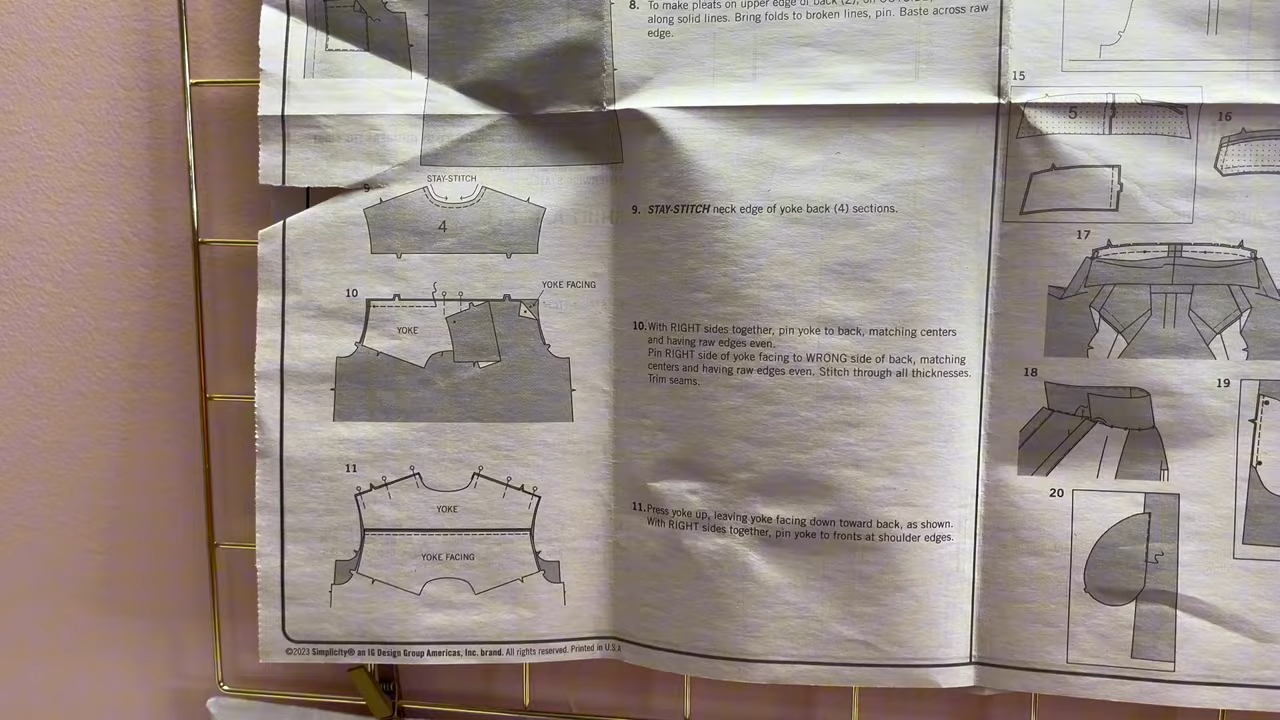 8. To make pleats on upper edge of back (2), on OUTSIDE,
along solid lines. Bring folds to broken lines, pin. Baste across raw
edge.
9
STAY-STITCH
4
9. STAY-STITCH neck edge of yoke back (4) sections.
10
YOKE FACING
YOKE
10. With RIGHT sides together, pin yoke to back, matching centers
and having raw edges even.
Pin RIGHT side of yoke facing to WRONG side of back, matching
centers and having raw edges even. Stitch through all thicknesses.
Trim seams.
11
YOKE
YOKE FACING
11. Press yoke up, leaving yoke facing down toward back, as shown.
With RIGHT sides together, pin yoke to fronts at shoulder edges.
©2023 Simplicity® an IG Design Group Americas, Inc. brand. All rights reserved. Printed in U.S.A
15
5
16
17
18
19
20